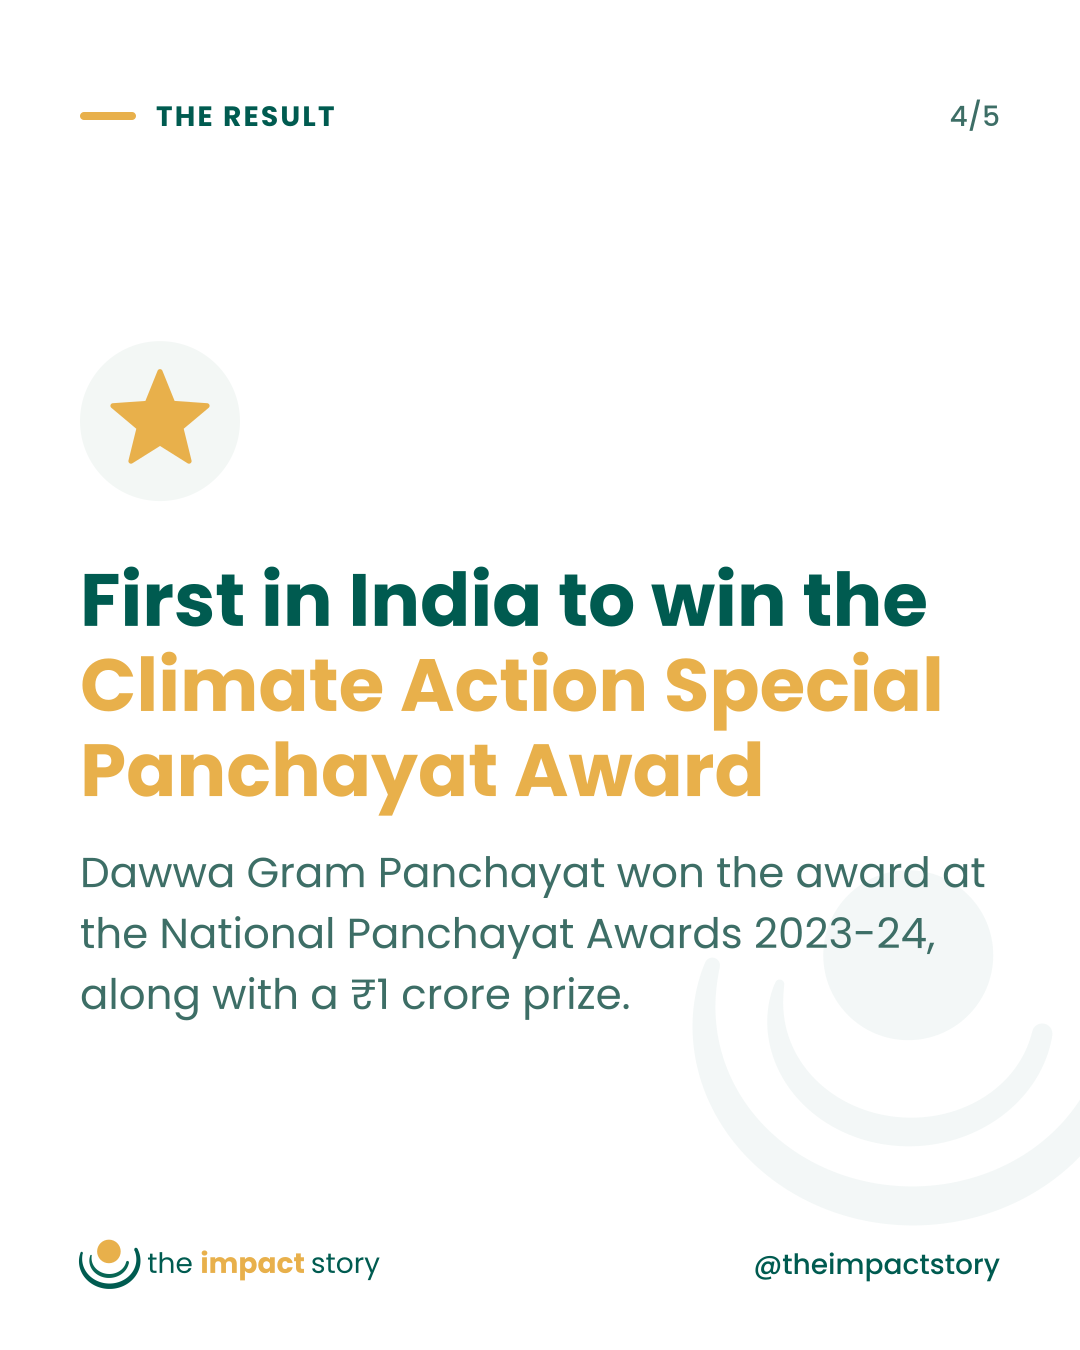 THE RESULT
4/5
First in India to win the
Climate Action Special
Panchayat Award
Dawwa Gram Panchayat won the award at
the National Panchayat Awards 2023-24,
along with a ₹1 crore prize.
the impact story
@theimpactstory